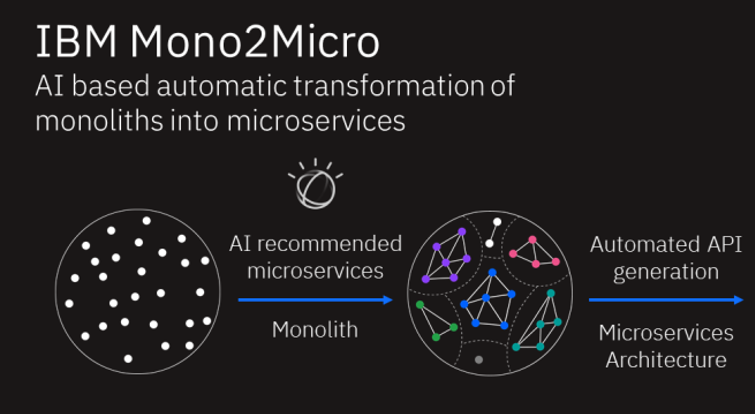 IBM Mono2Micro
AI based automatic transformation of
monoliths into microservices
AI recommended
microservices
Monolith
Automated API
generation
Microservices
Architecture